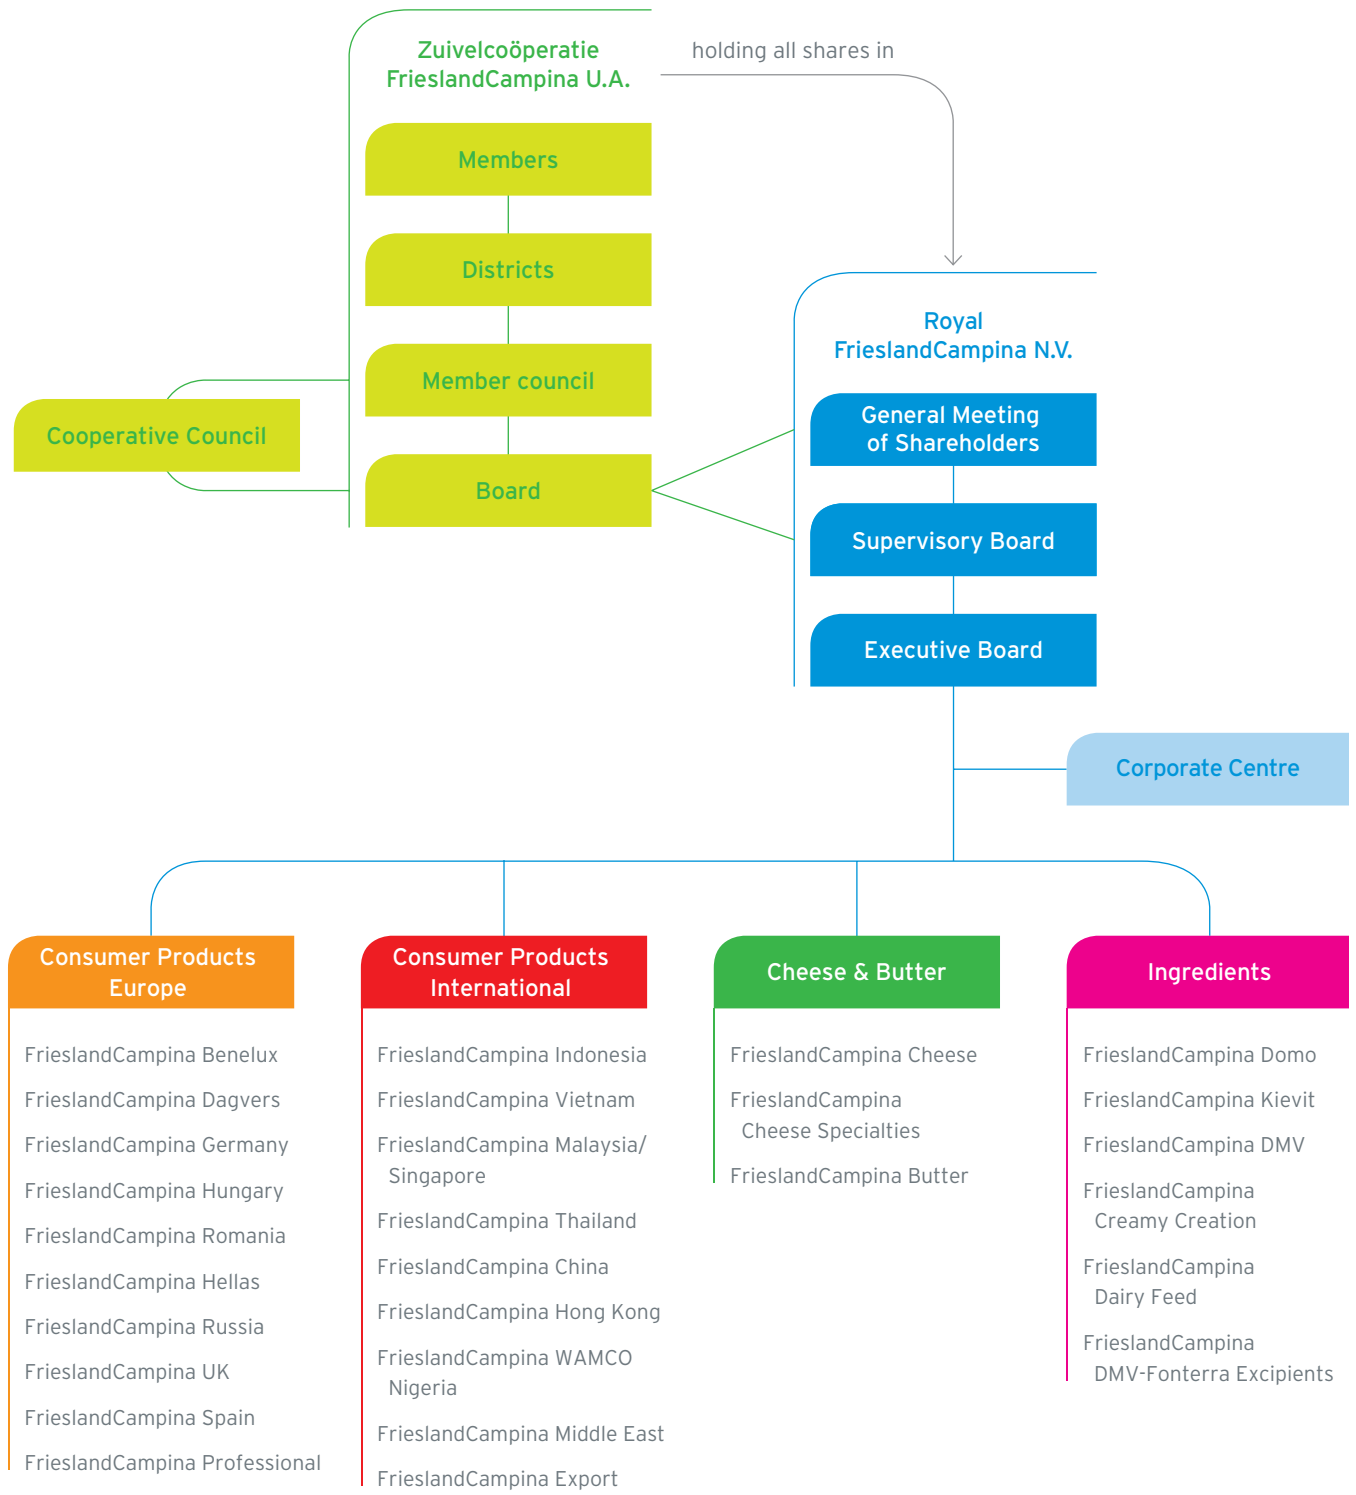 Zuivelcoöperatie
FrieslandCampina U.A.
holding all shares in
Members
Districts
Member council
Cooperative Council
Board
Royal
FrieslandCampina N.V.
General Meeting
of Shareholders
Supervisory Board
Executive Board
Corporate Centre
Consumer Products
Europe
FrieslandCampina Benelux
FrieslandCampina Dagvers
FrieslandCampina Germany
FrieslandCampina Hungary
FrieslandCampina Romania
FrieslandCampina Hellas
FrieslandCampina Russia
FrieslandCampina UK
FrieslandCampina Spain
FrieslandCampina Professional
Consumer Products
International
FrieslandCampina Indonesia
FrieslandCampina Vietnam
FrieslandCampina Malaysia/
Singapore
FrieslandCampina Thailand
FrieslandCampina China
FrieslandCampina Hong Kong
FrieslandCampina WAMCO
Nigeria
FrieslandCampina Middle East
FrieslandCampina Export
Cheese & Butter
FrieslandCampina Cheese
FrieslandCampina
Cheese Specialties
FrieslandCampina Butter
Ingredients
FrieslandCampina Domo
FrieslandCampina Kievit
FrieslandCampina DMV
FrieslandCampina
Creamy Creation
FrieslandCampina
Dairy Feed
FrieslandCampina
DMV-Fonterra Excipients